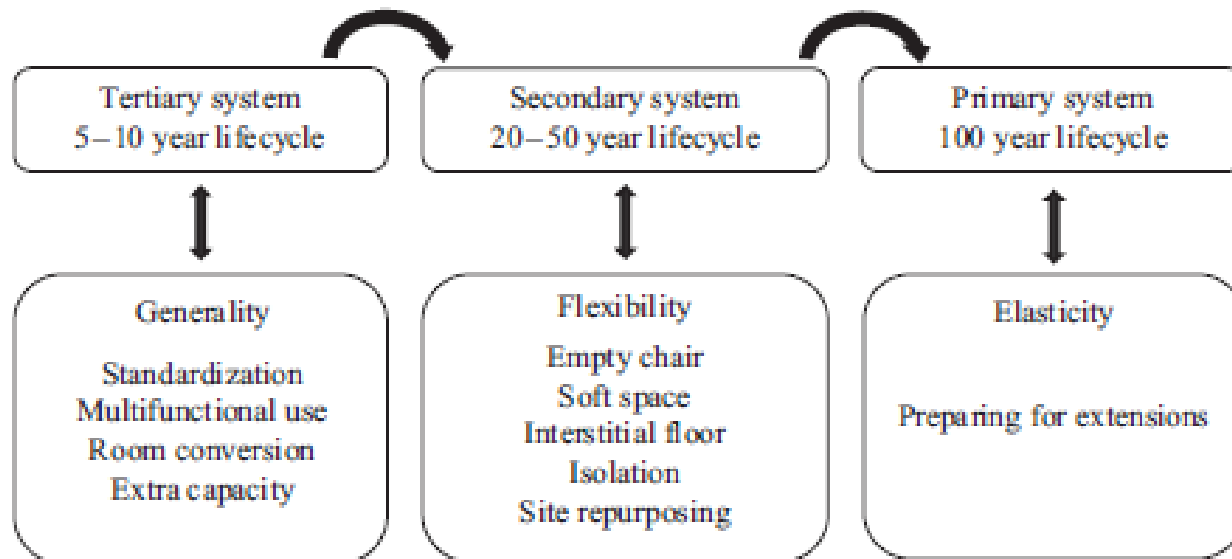 Tertiary system
5–10 year lifecycle
Secondary system
20–50 year lifecycle
Primary system
100 year lifecycle
Generality
Standardization
Multifunctional use
Room conversion
Extra capacity
Flexibility
Empty chair
Soft space
Interstitial floor
Isolation
Site repurposing
Elasticity
Preparing for extensions